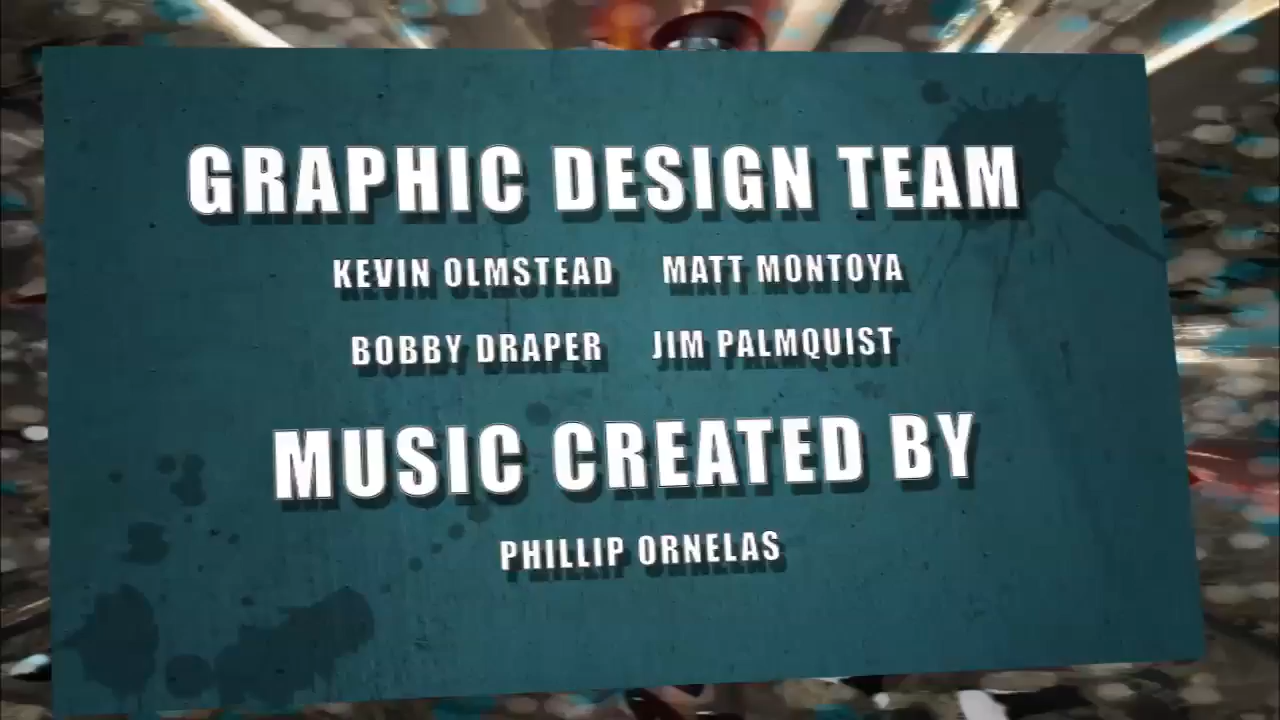 GRAPHIC DESIGN TEAM
KEVIN OLMSTEAD MATT MONTOYA
BOBBY DRAPER JIM PALMQUIST
MUSIC CREATED BY
PHILLIP ORNELAS